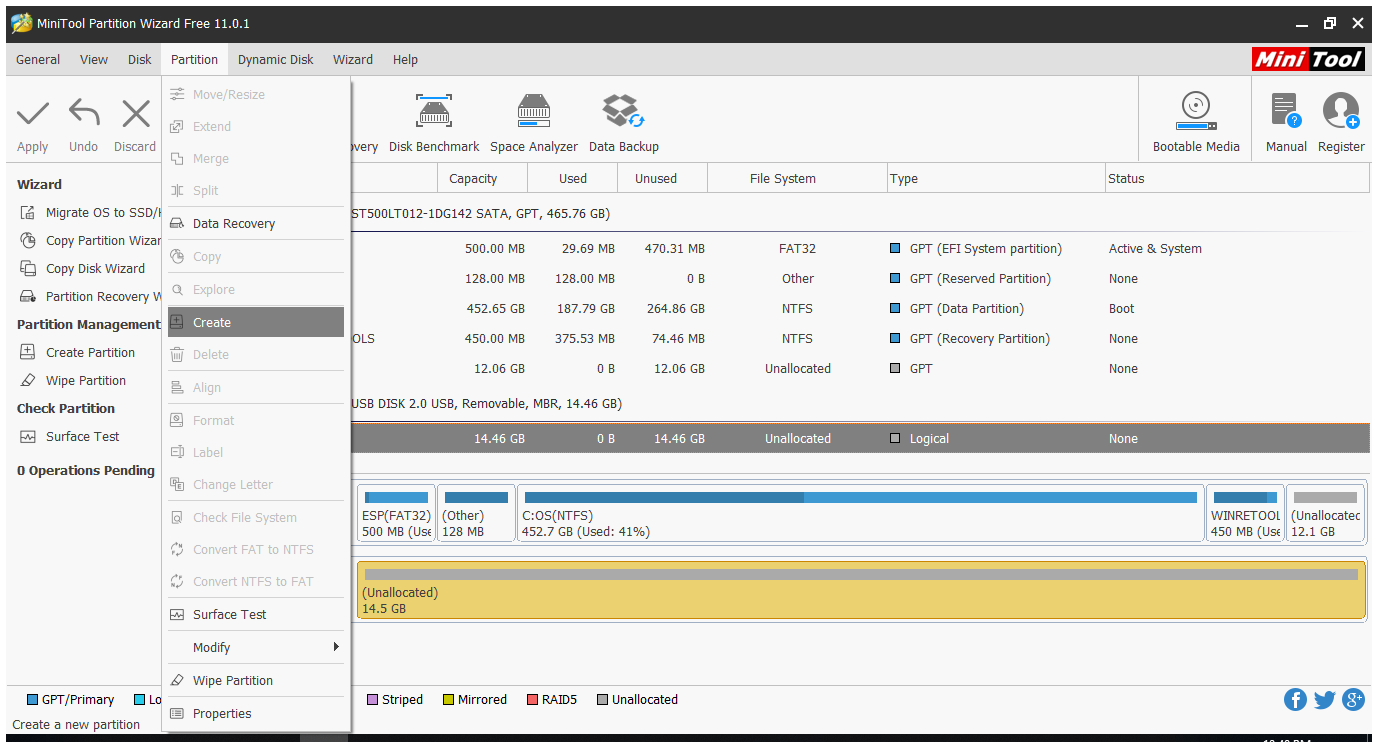 MiniTool Partition Wizard Free 11.0.1
General View Disk Partition Dynamic Disk Wizard Help
Mini Tool
Apply Undo Discard
Disk Benchmark Space Analyzer Data Backup
Bootable Media Manual Register
Wizard
Migrate OS to SSD/
Copy Partition Wizar
Copy Disk Wizard
Partition Recovery W
Partition Management
Create Partition
Wipe Partition
Check Partition
Surface Test
0 Operations Pending
Move/Resize
Extend
Merge
Split
Data Recovery
Copy
Explore
Create
Delete
Align
Format
Label
Change Letter
Check File System
Convert FAT to NTFS
Convert NTFS to FAT
Surface Test
Modify
Wipe Partition
Properties
Capacity Used Unused File System Type Status
ST500LT012-1DG142 SATA, GPT, 465.76 GB)
500.00 MB 29.69 MB 470.31 MB FAT32 GPT (EFI System partition) Active & System
128.00 MB 128.00 MB 0 B Other GPT (Reserved Partition) None
452.65 GB 187.79 GB 264.86 GB NTFS GPT (Data Partition) Boot
OLS 450.00 MB 375.53 MB 74.46 MB NTFS GPT (Recovery Partition) None
12.06 GB 0 B 12.06 GB Unallocated GPT None
USB DISK 2.0 USB, Removable, MBR, 14.46 GB)
14.46 GB 0 B 14.46 GB Unallocated Logical None
ESP(FAT32) (Other) C:OS(NTFS) WINRETOOL (Unallocated
500 MB (Use 128 MB 452.7 GB (Used: 41%) 450 MB (Use 12.1 GB
(Unallocated)
14.5 GB
GPT/Primary Lo Striped Mirrored RAID5 Unallocated
Create a new partition